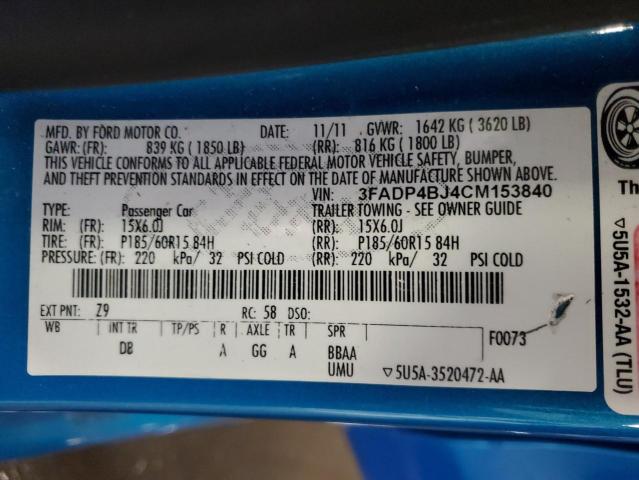 MFD. BY FORD MOTOR CO. DATE: 11/11 GVWR: 1642 KG ( 3620 LB)
GAWR: (FR): 839 KG ( 1850 LB) (RR): 816 KG ( 1800 LB)
THIS VEHICLE CONFORMS TO ALL APPLICABLE FEDERAL MOTOR VEHICLE SAFETY, BUMPER,
AND THEFT PREVENTION STANDARDS IN EFFECT ON THE DATE OF MANUFACTURE SHOWN ABOVE.
VIN: 3FADP4BJ4CM153840
TYPE: Passenger Car TRAILER TOWING - SEE OWNER GUIDE
RIM: (FR): 15X6.0J (RR): 15X6.0J
TIRE: (FR): P185/60R15 84H (RR): P185/60R15 84H
PRESSURE: (FR): 220 kPa/ 32 PSI COLD (RR): 220 kPa/ 32 PSI COLD
EXT PNT: Z9 RC: 58 DSO:
WB INT TR TP/PS R AXLE TR SPR F0073
DB A GG A BBAA
UMU ▽5U5A-3520472-AA
Th
▽5U5A-1532-AA (TLU)